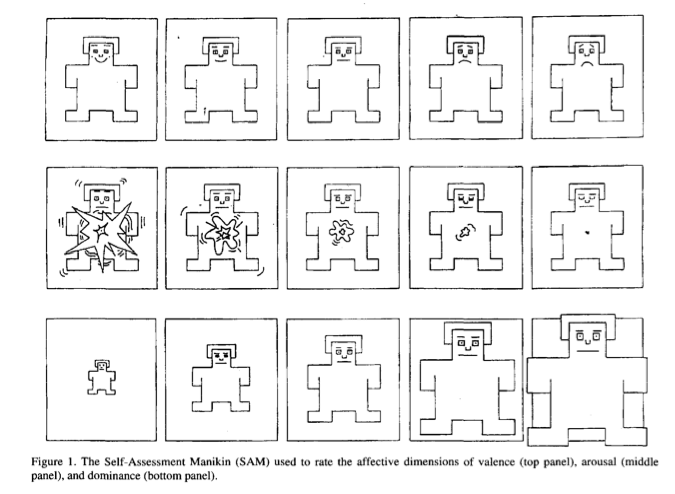 Figure 1. The Self-Assessment Manikin (SAM) used to rate the affective dimensions of valence (top panel), arousal (middle
panel), and dominance (bottom panel).